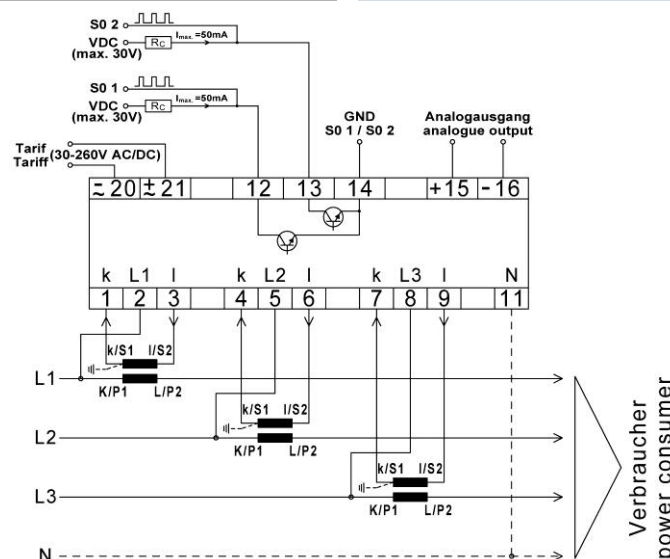 S0 2
VDC
(max. 30V)
RC
Imax. =50mA
S0 1
VDC
(max. 30V)
RC
Imax. =50mA
GND
S0 1 / S0 2
Analogausgang
analogue output
Tarif
Tariff
(30-260V AC/DC)
~ 20
± 21
12
13
14
+15
-16
k L1 l
k L2 l
k L3 l
N
1 2 3
4 5 6
7 8 9
11
k/S1 l/S2
L1
K/P1 L/P2
k/S1 l/S2
L2
K/P1 L/P2
k/S1 l/S2
L3
K/P1 L/P2
N
Verbraucher
power consumer